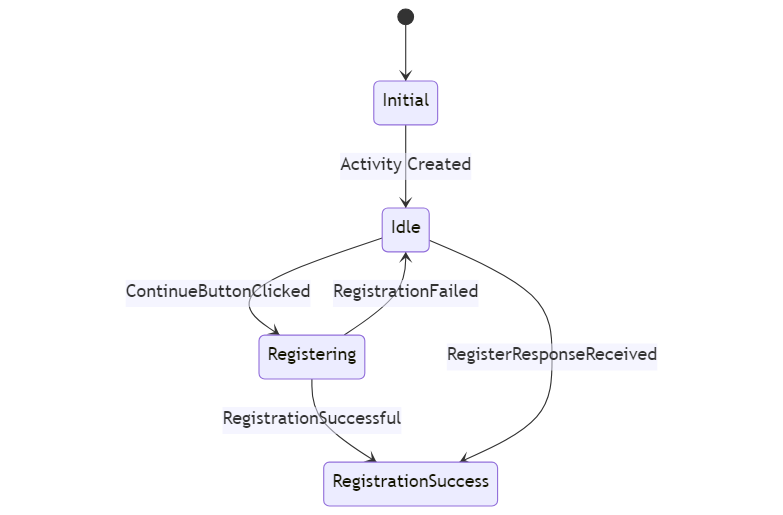 Initial
Activity Created
Idle
ContinueButtonClicked
RegistrationFailed
Registering
RegisterResponseReceived
RegistrationSuccessful
RegistrationSuccess